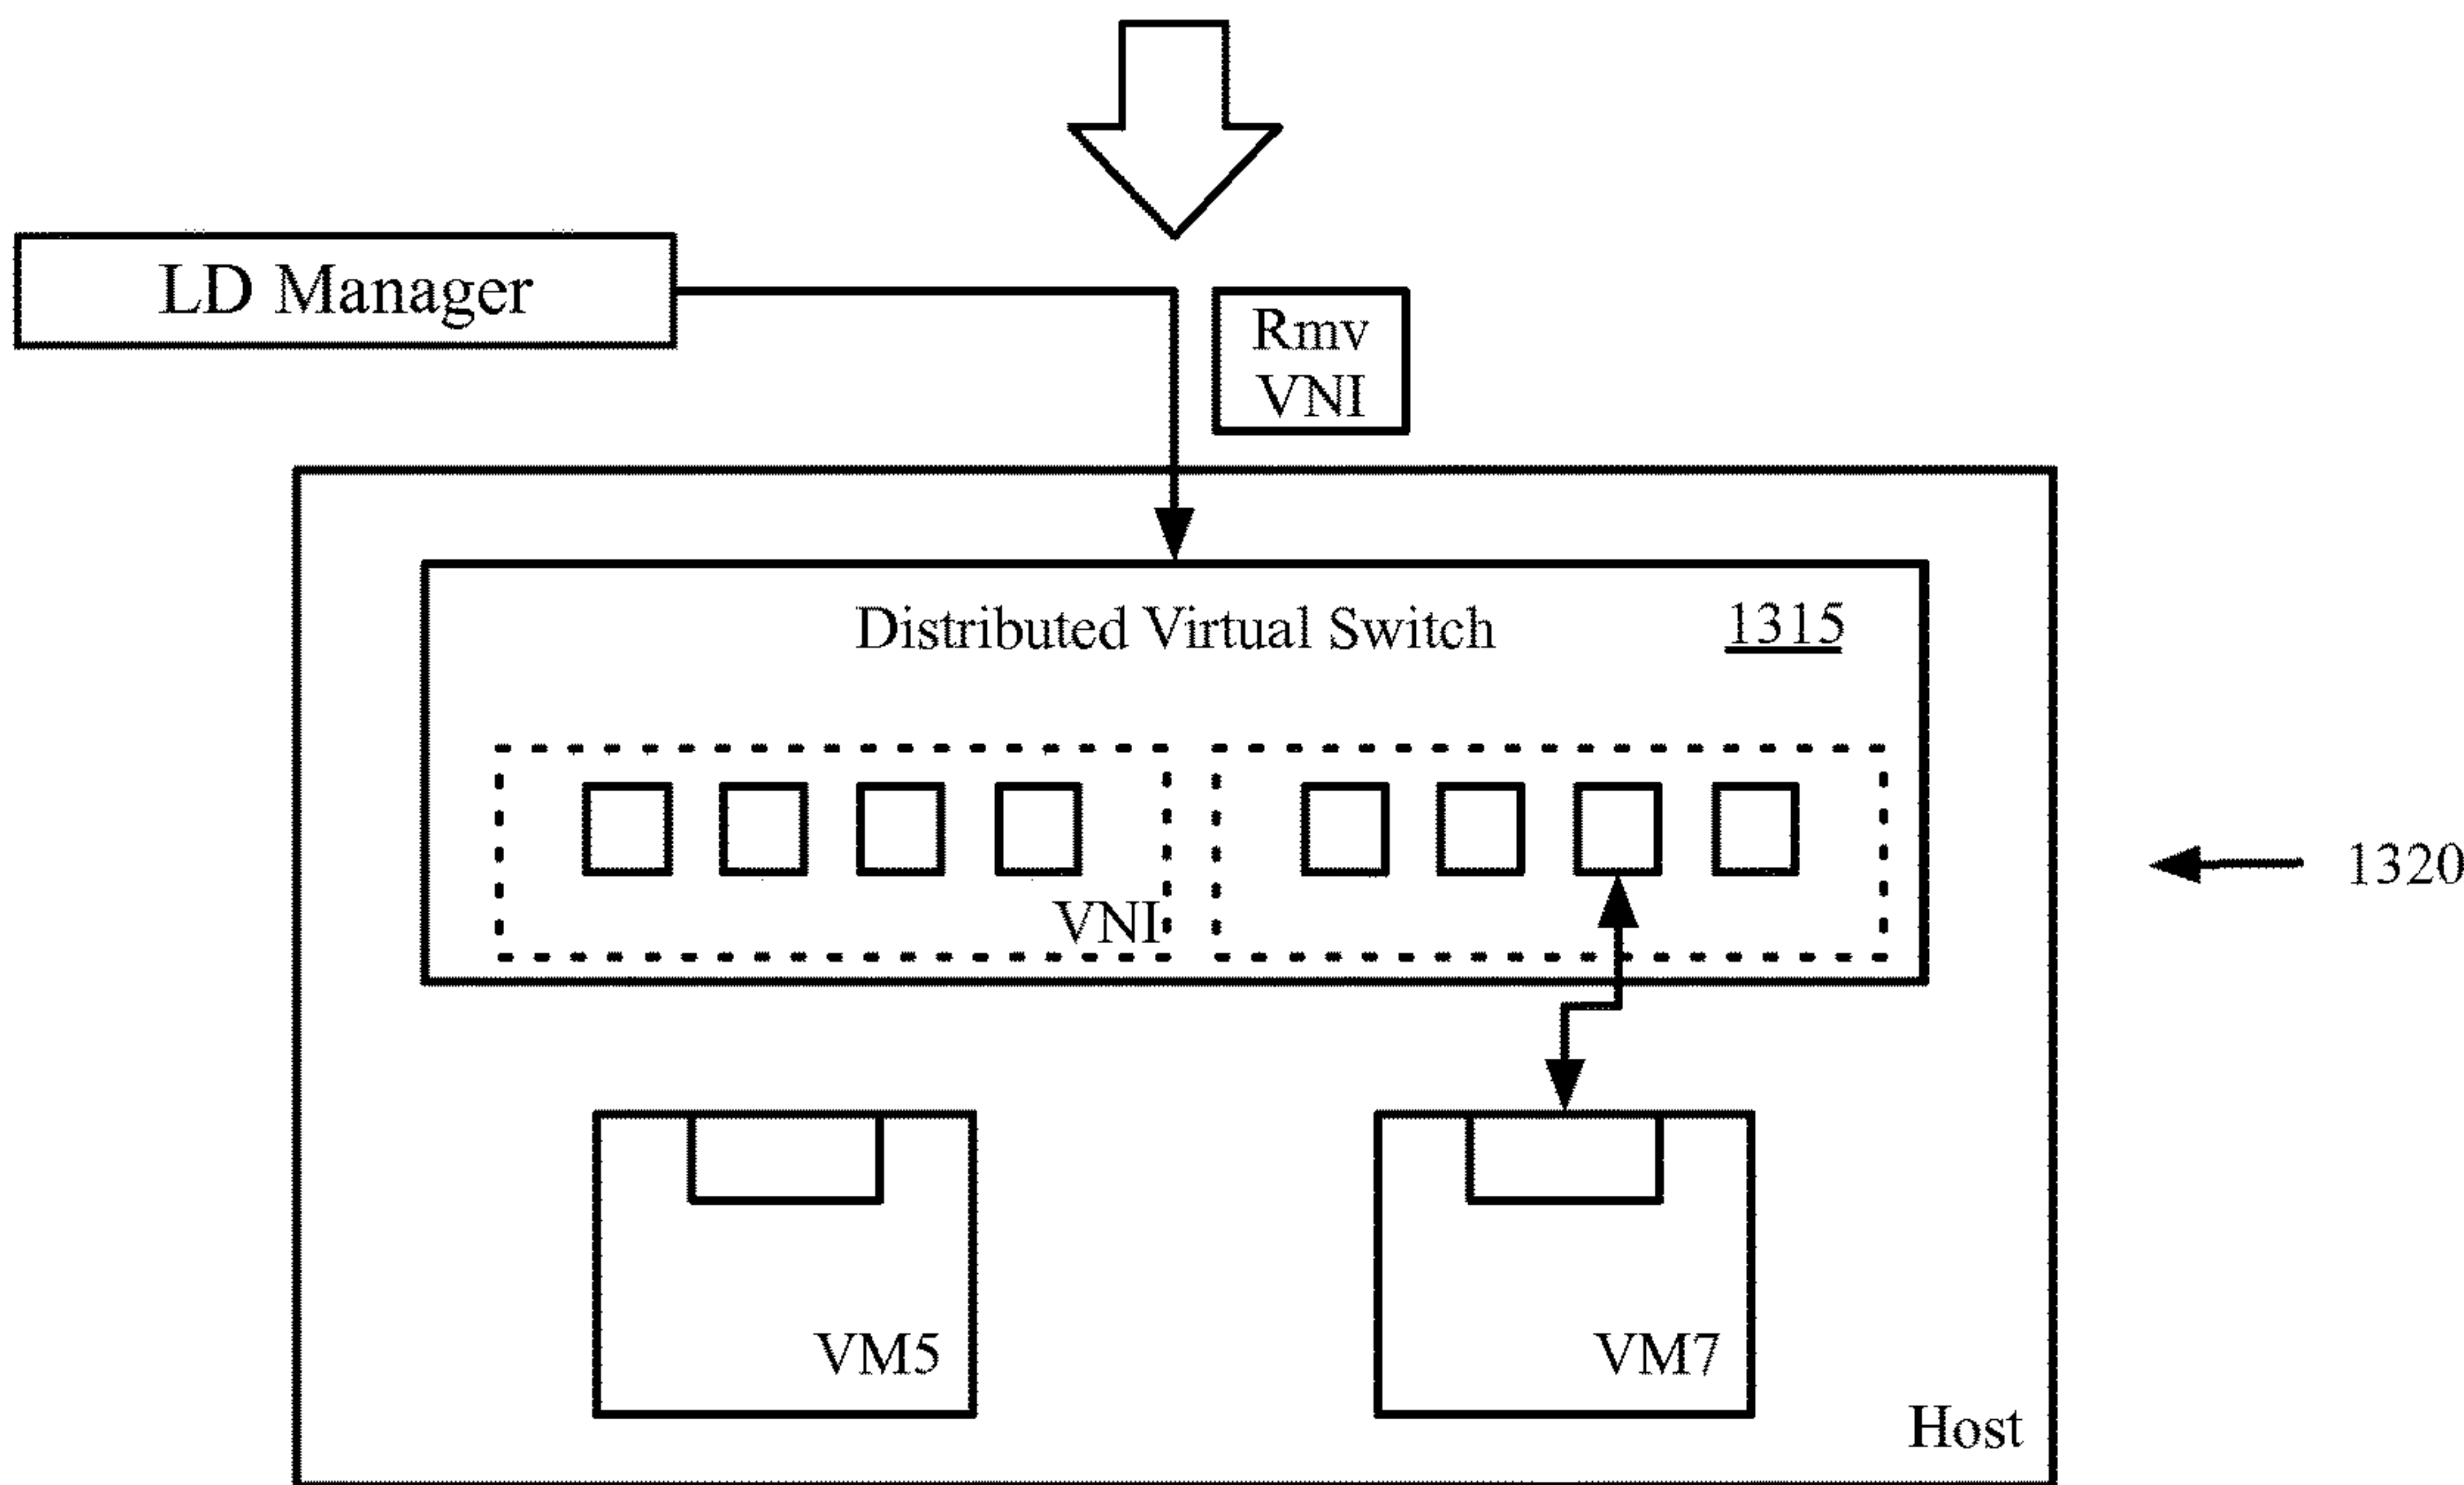 LD Manager
Rmv
VNI
Distributed Virtual Switch
1315
VNI
1320
VM5
VM7
Host